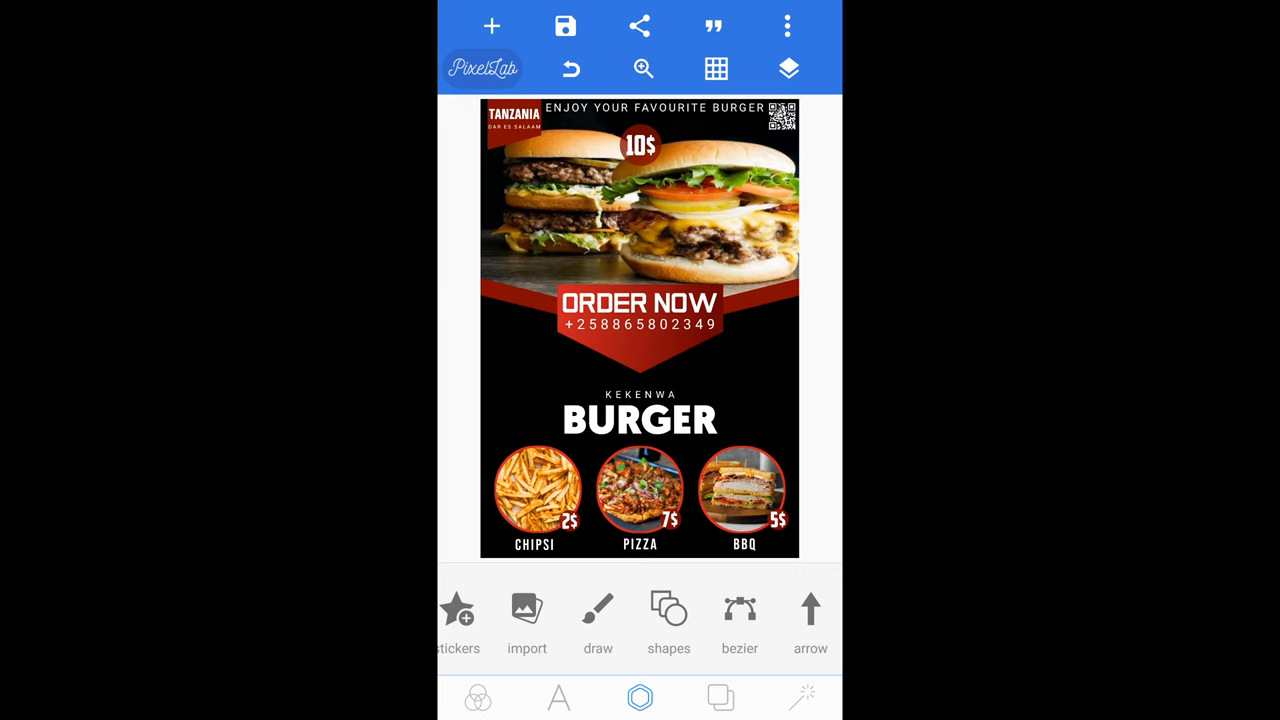 PixelLab
TANZANIA
DAR ES SALAAM
ENJOY YOUR FAVOURITE BURGER
10$
ORDER NOW
+258865802349
KEKENWA
BURGER
2$
7$
5$
CHIPSI
PIZZA
BBQ
stickers
import
draw
shapes
bezier
arrow